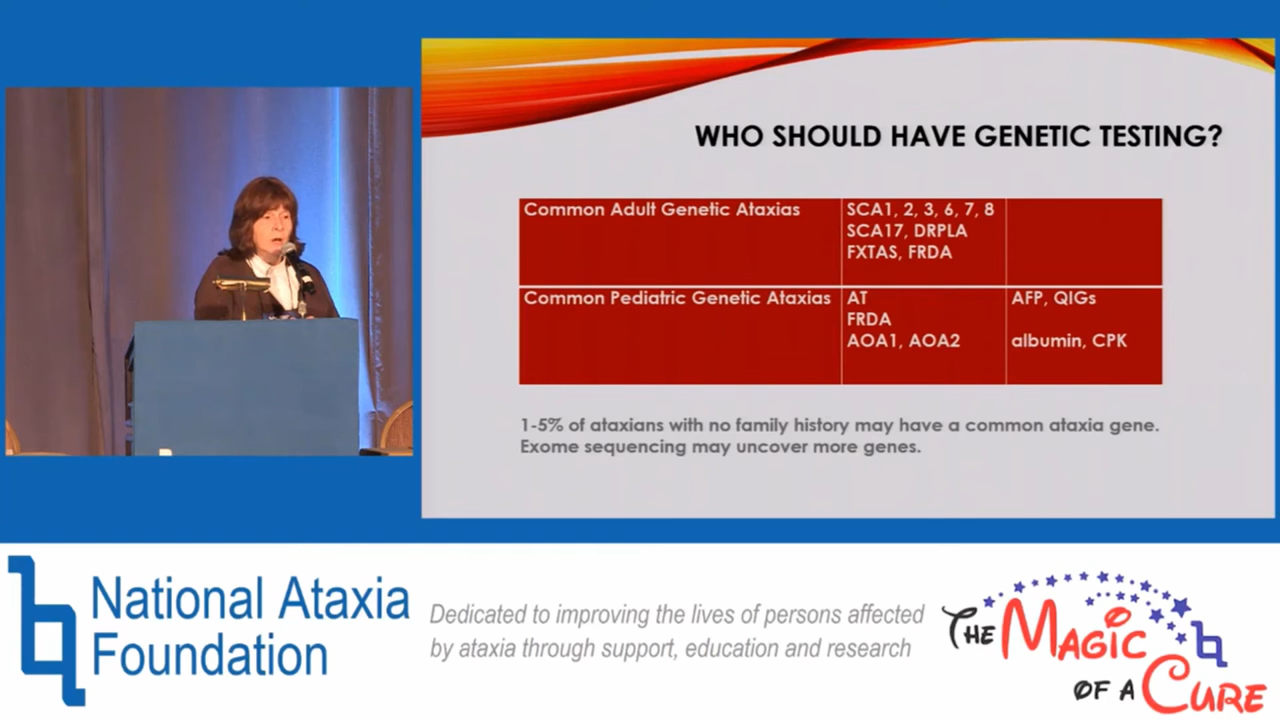 WHO SHOULD HAVE GENETIC TESTING?
Common Adult Genetic Ataxias
SCA1, 2, 3, 6, 7, 8
SCA17, DRPLA
FXTAS, FRDA
Common Pediatric Genetic Ataxias
AT
FRDA
AOA1, AOA2
AFP, QIGs
albumin, CPK
1-5% of ataxians with no family history may have a common ataxia gene.
Exome sequencing may uncover more genes.
National Ataxia
Foundation
Dedicated to improving the lives of persons affected
by ataxia through support, education and research
THE MAGIC
OF A CURE